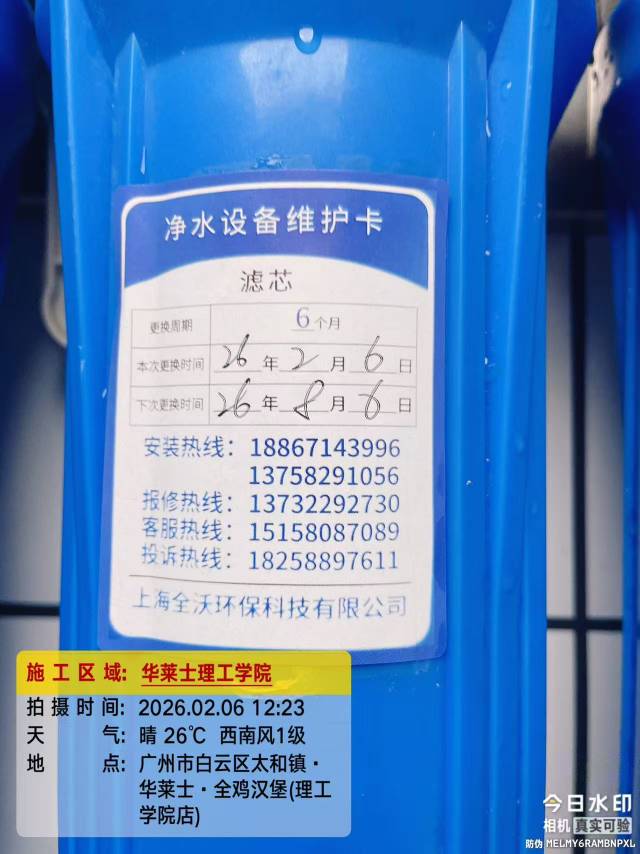 净水设备维护卡
滤芯
更换周期 6个月
本次更换时间 26年2月6日
下次更换时间 26年8月6日
安装热线：18867143996
13758291056
报修热线：13732292730
客服热线：15158087089
投诉热线：18258897611
上海全沃环保科技有限公司
施工区域: 华莱士理工学院
拍摄时间: 2026.02.06 12:23
天气: 晴 26℃ 西南风1级
地点: 广州市白云区太和镇·
华莱士·全鸡汉堡(理工
学院店)
今日水印
相机 真实可验
防伪 MELMY6RAMBNPXL